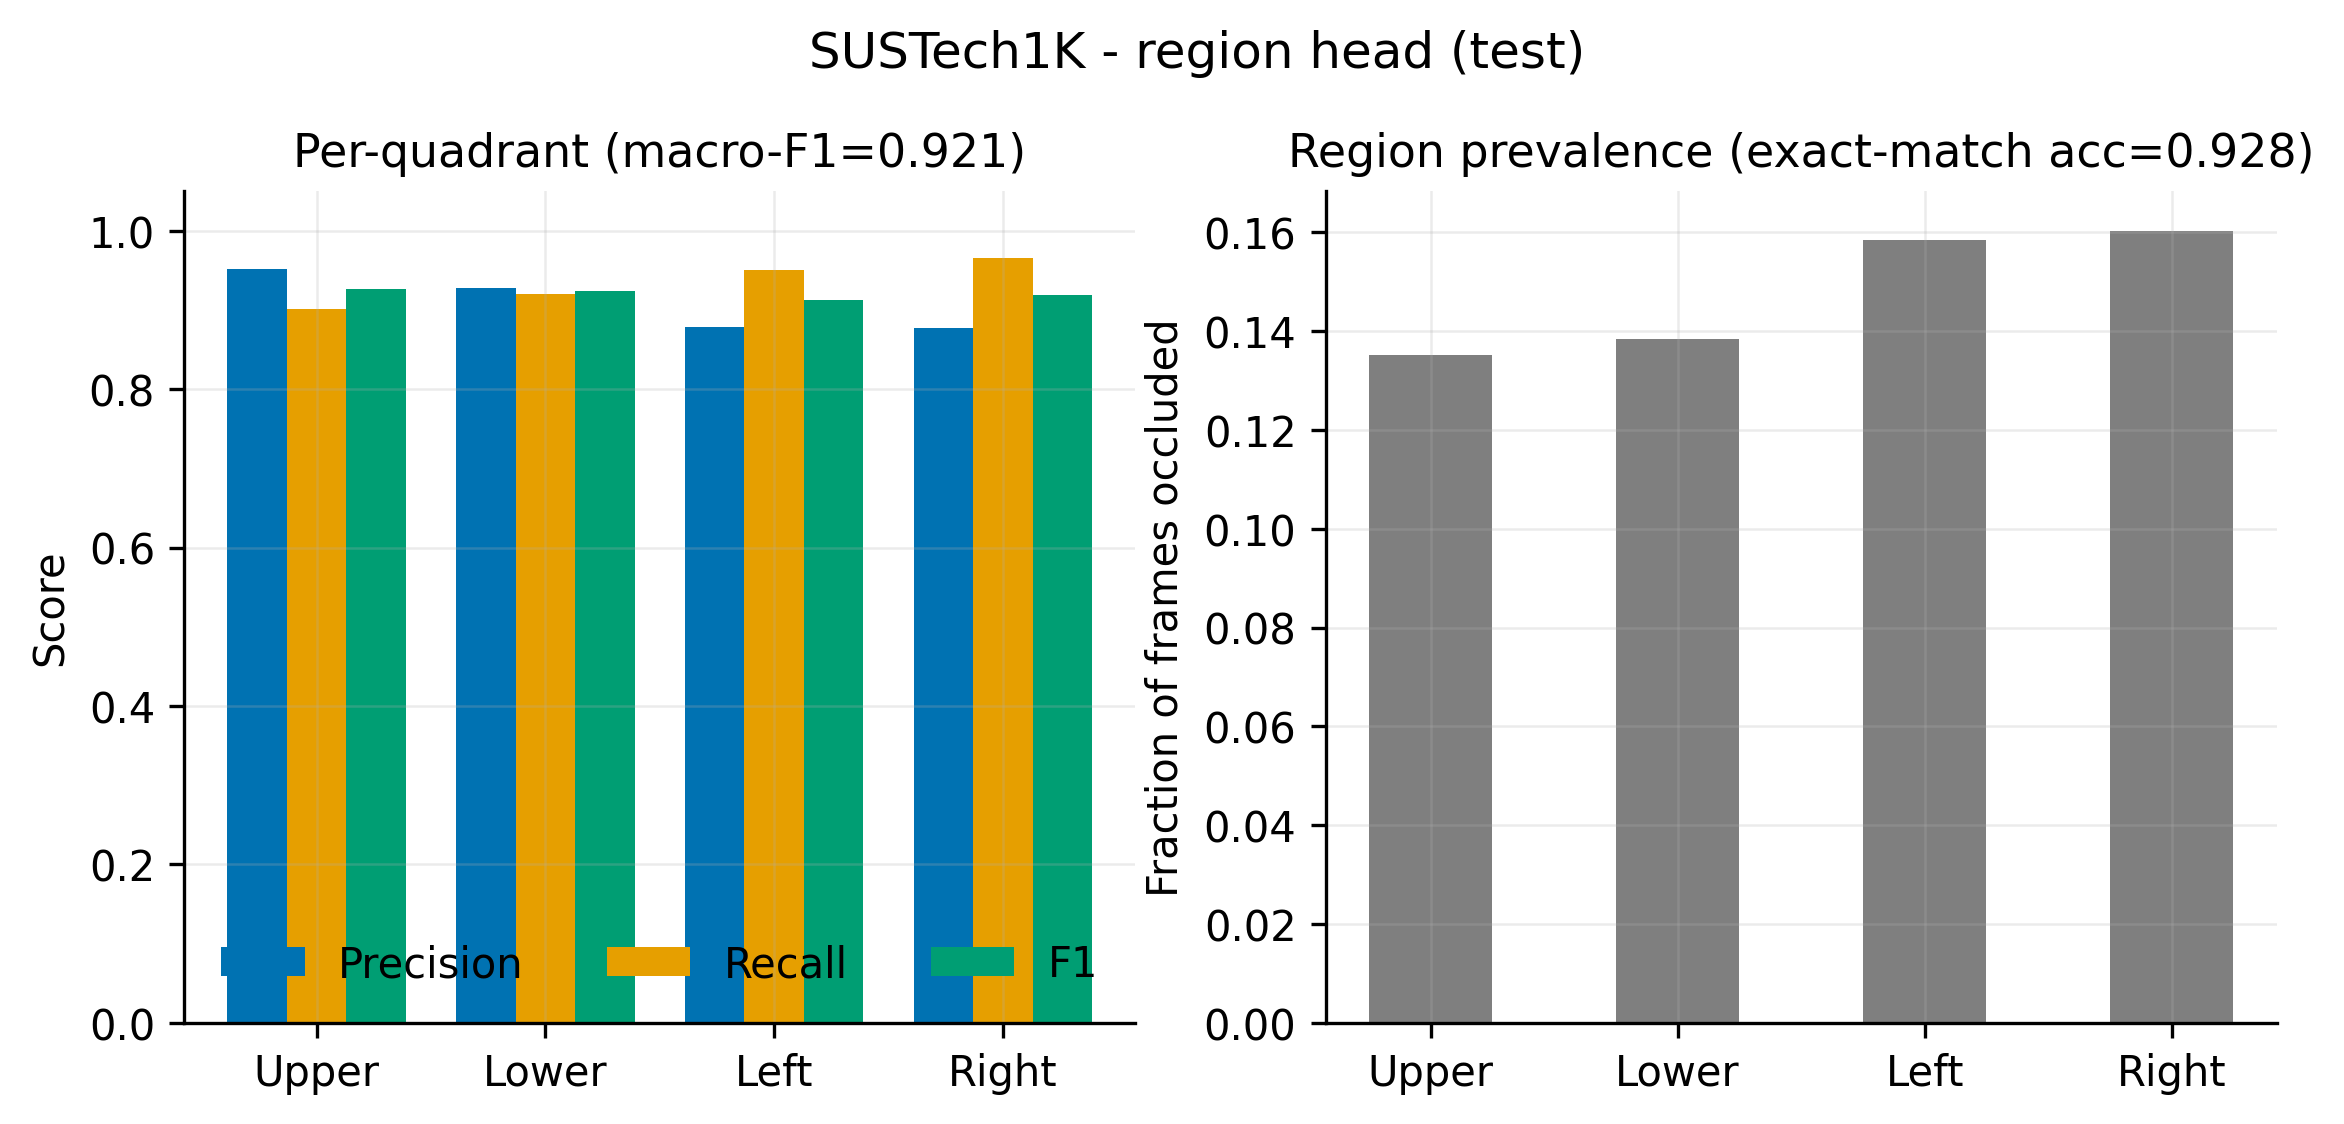 SUSTech1K - region head (test)
Per-quadrant (macro-F1=0.921)
Score
1.0
0.8
0.6
0.4
0.2
0.0
Precision
Recall
F1
Upper
Lower
Left
Right
Region prevalence (exact-match acc=0.928)
Fraction of frames occluded
0.16
0.14
0.12
0.10
0.08
0.06
0.04
0.02
0.00
Upper
Lower
Left
Right